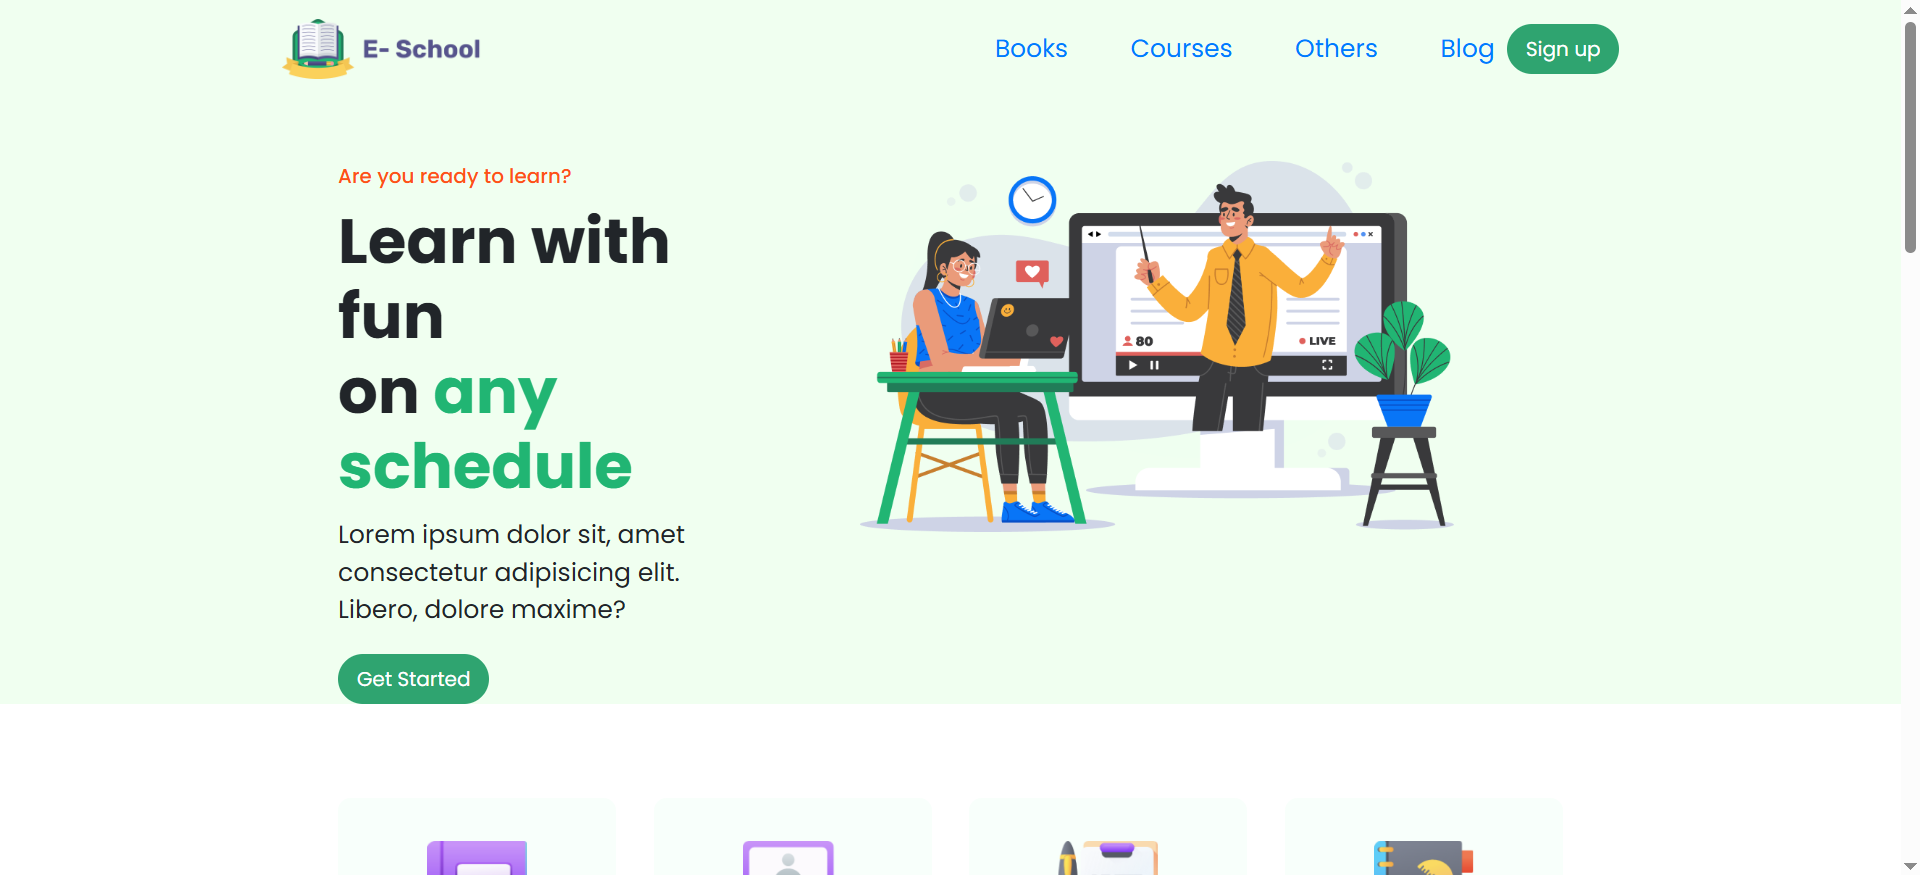 E- School
Books
Courses
Others
Blog
Sign up
Are you ready to learn?
Learn with
fun
on any
schedule
Lorem ipsum dolor sit, amet
consectetur adipisicing elit.
Libero, dolore maxime?
Get Started
80
LIVE